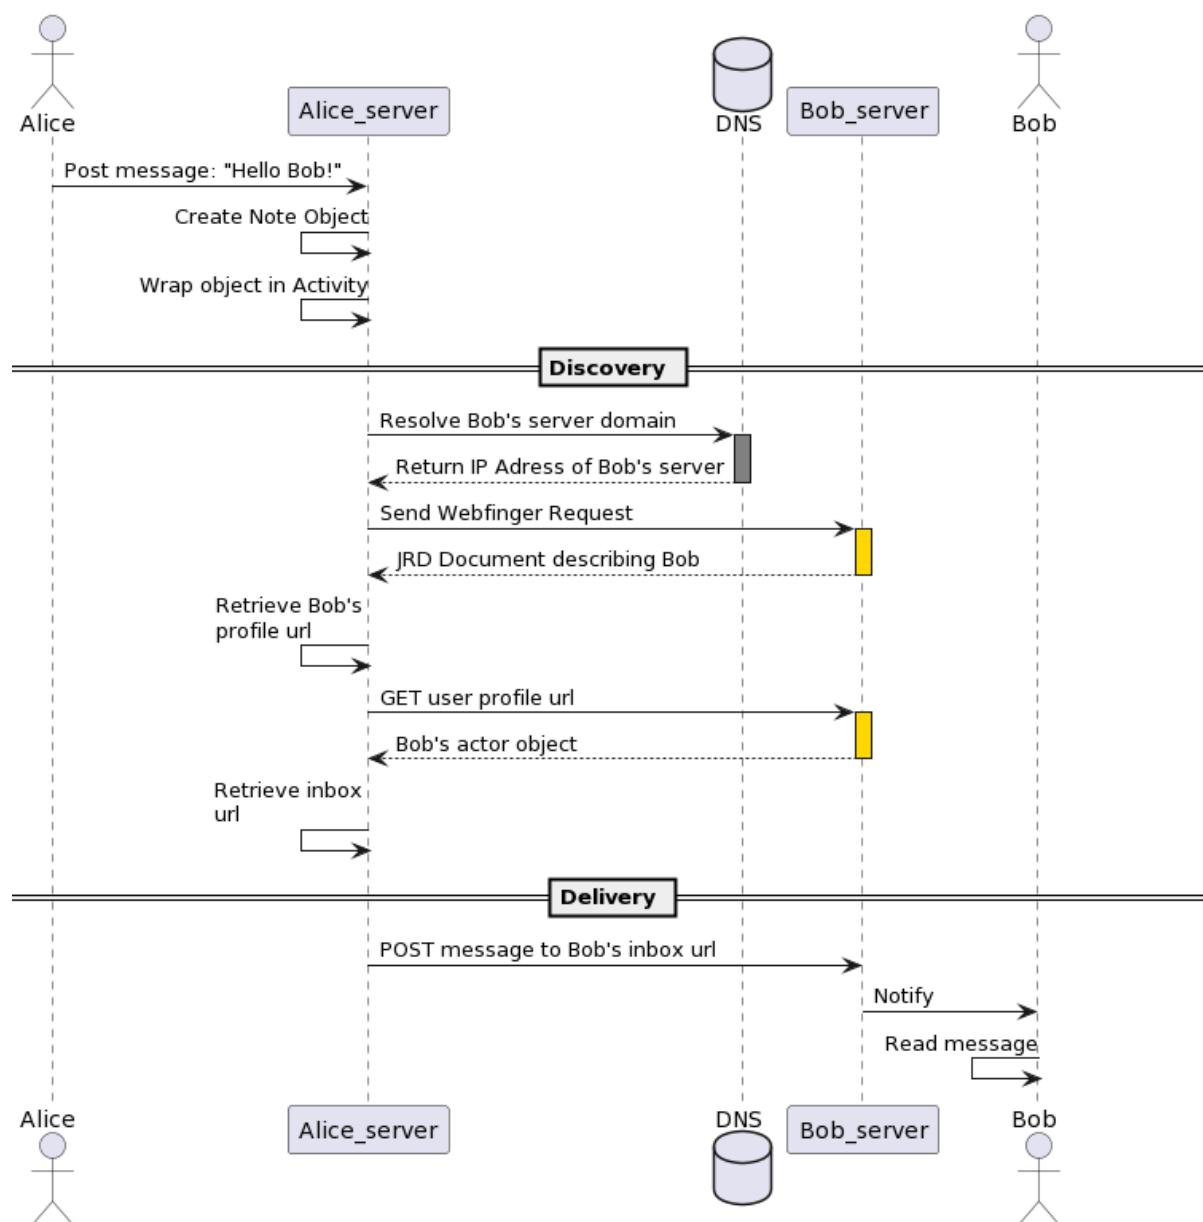 Alice
Alice_server
DNS
Bob_server
Bob
Post message: "Hello Bob!"
Create Note Object
Wrap object in Activity
Discovery
Resolve Bob's server domain
Return IP Adress of Bob's server
Send Webfinger Request
JRD Document describing Bob
Retrieve Bob's
profile url
GET user profile url
Bob's actor object
Retrieve inbox
url
Delivery
POST message to Bob's inbox url
Notify
Read message
Alice
Alice_server
DNS
Bob_server
Bob